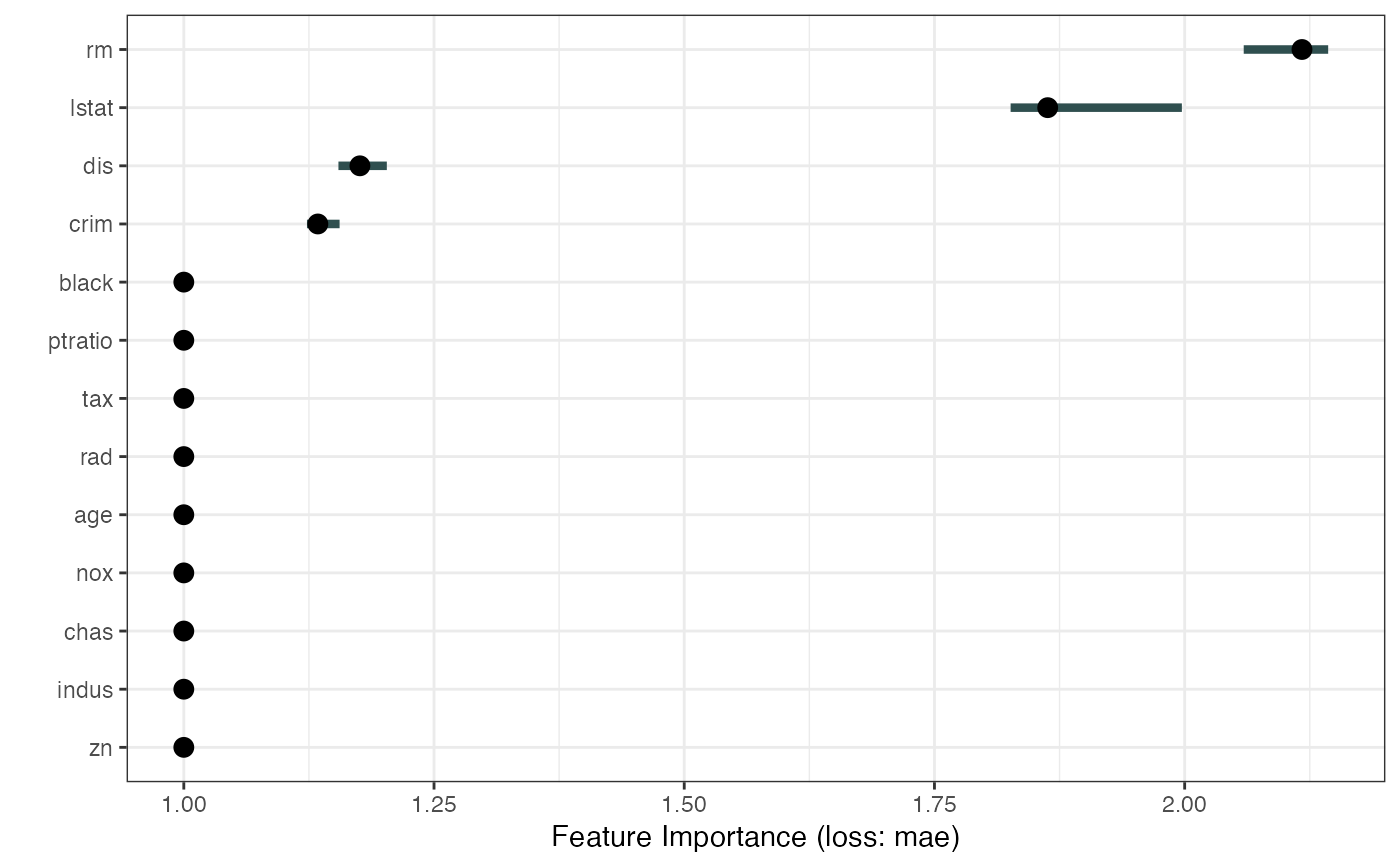 rm
lstat
dis
crim
black
ptratio
tax
rad
age
nox
chas
indus
zn
1.00 1.25 1.50 1.75 2.00
Feature Importance (loss: mae)